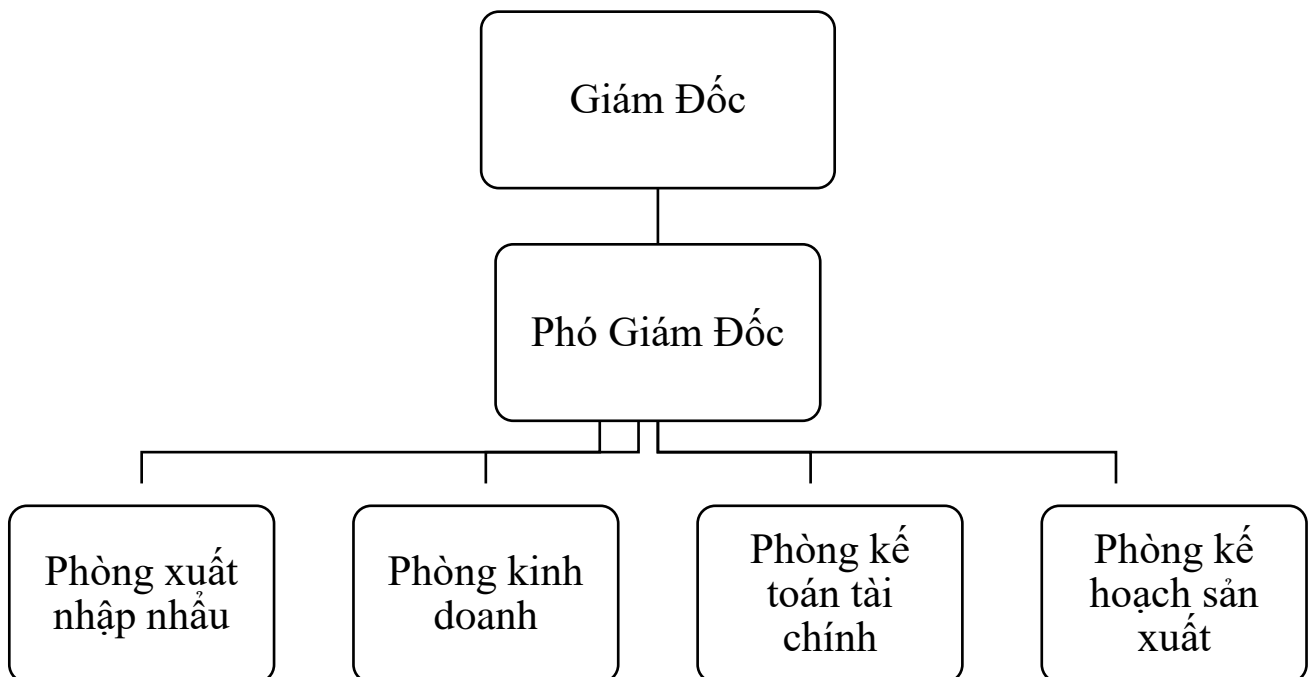 Giám Đốc
Phó Giám Đốc
Phòng xuất
nhập nhẩu
Phòng kinh
doanh
Phòng kế
toán tài
chính
Phòng kế
hoạch sản
xuất